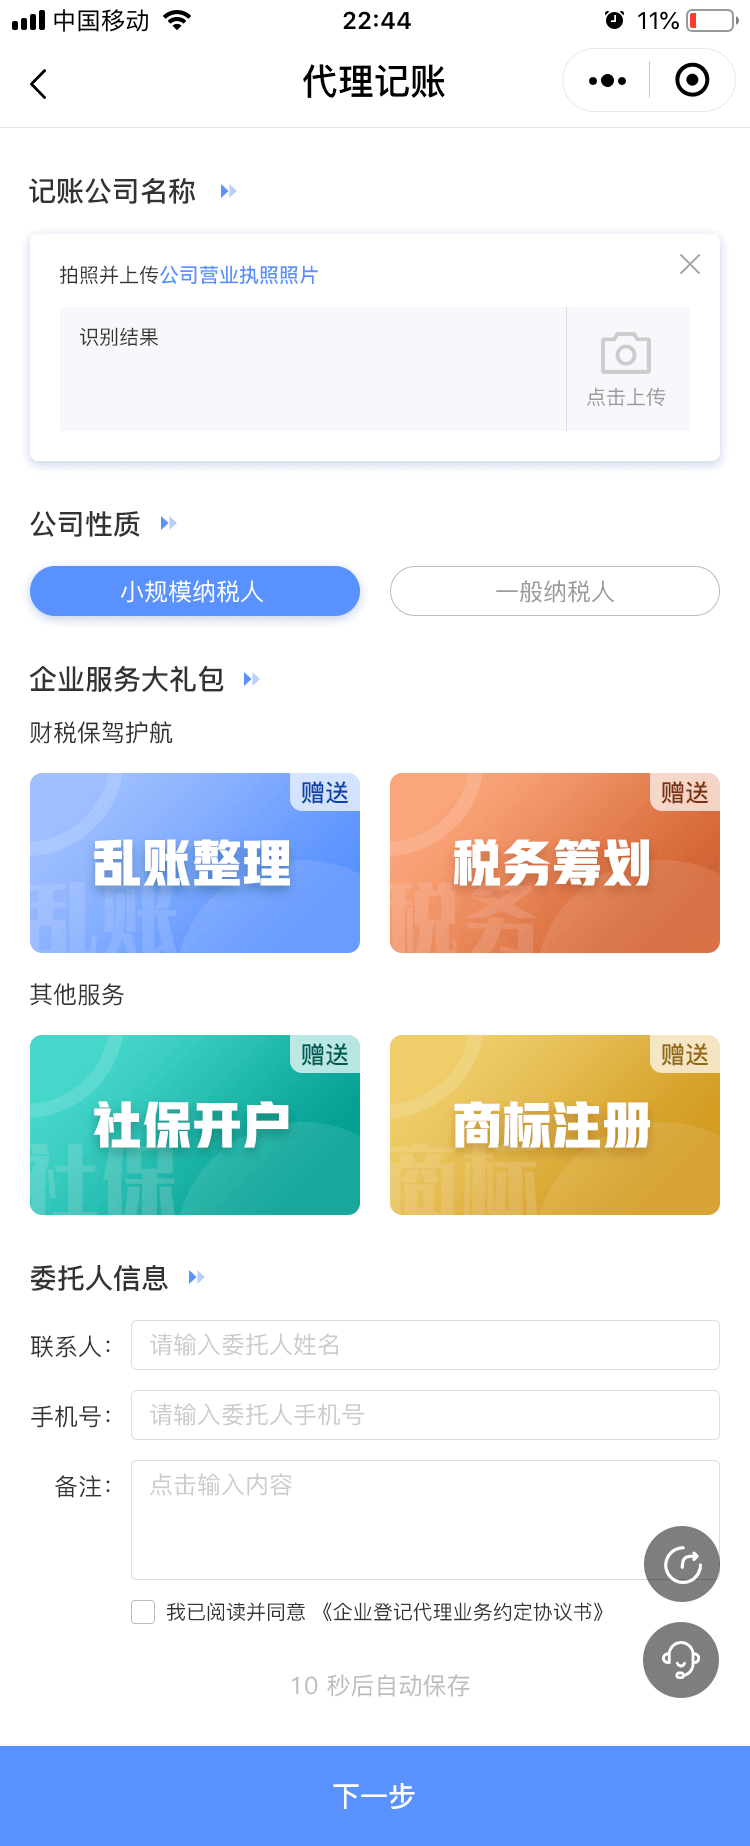 中国移动 22:44 11%
代理记账
记账公司名称
拍照并上传公司营业执照照片
识别结果
点击上传
公司性质
小规模纳税人 一般纳税人
企业服务大礼包
财税保驾护航
赠送 赠送
乱账整理 税务筹划
乱账 税务
其他服务
赠送 赠送
社保开户 商标注册
社保 商标
委托人信息
联系人： 请输入委托人姓名
手机号： 请输入委托人手机号
备注： 点击输入内容
我已阅读并同意 《企业登记代理业务约定协议书》
10 秒后自动保存
下一步